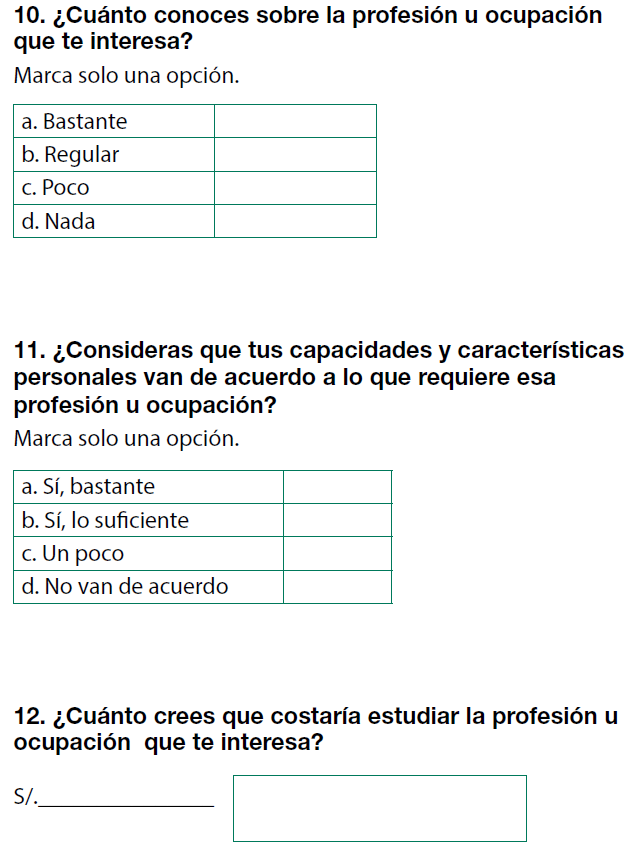 10. ¿Cuánto conoces sobre la profesión u ocupación
que te interesa?
Marca solo una opción.
a. Bastante
b. Regular
c. Poco
d. Nada
11. ¿Consideras que tus capacidades y características
personales van de acuerdo a lo que requiere esa
profesión u ocupación?
Marca solo una opción.
a. Sí, bastante
b. Sí, lo suficiente
c. Un poco
d. No van de acuerdo
12. ¿Cuánto crees que costaría estudiar la profesión u
ocupación que te interesa?
S/.________________